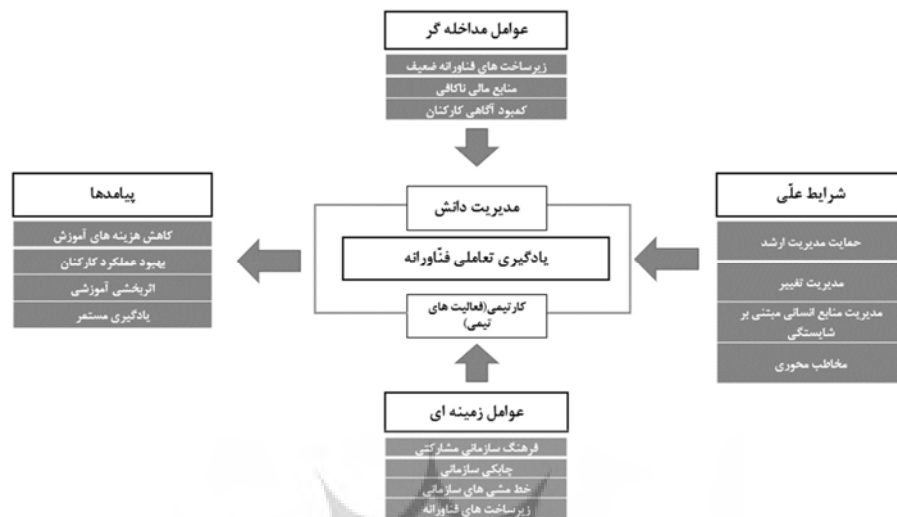 عوامل مداخله گر
زیرساخت های فناورانه ضعیف
منابع مالی ناکافی
کمبود آگاهی کارکنان
شرایط علّی
حمایت مدیریت ارشد
مدیریت تغییر
مدیریت منابع انسانی مبتنی بر
شایستگی
مخاطب محوری
مدیریت دانش
یادگیری تعاملی فنّاورانه
کارتیمی(فعالیت های
تیمی)
پیامدها
کاهش هزینه های آموزش
بهبود عملکرد کارکنان
اثربخشی آموزشی
یادگیری مستمر
عوامل زمینه ای
فرهنگ سازمانی مشارکتی
چابکی سازمانی
خط مشی های سازمانی
زیرساخت های فناورانه